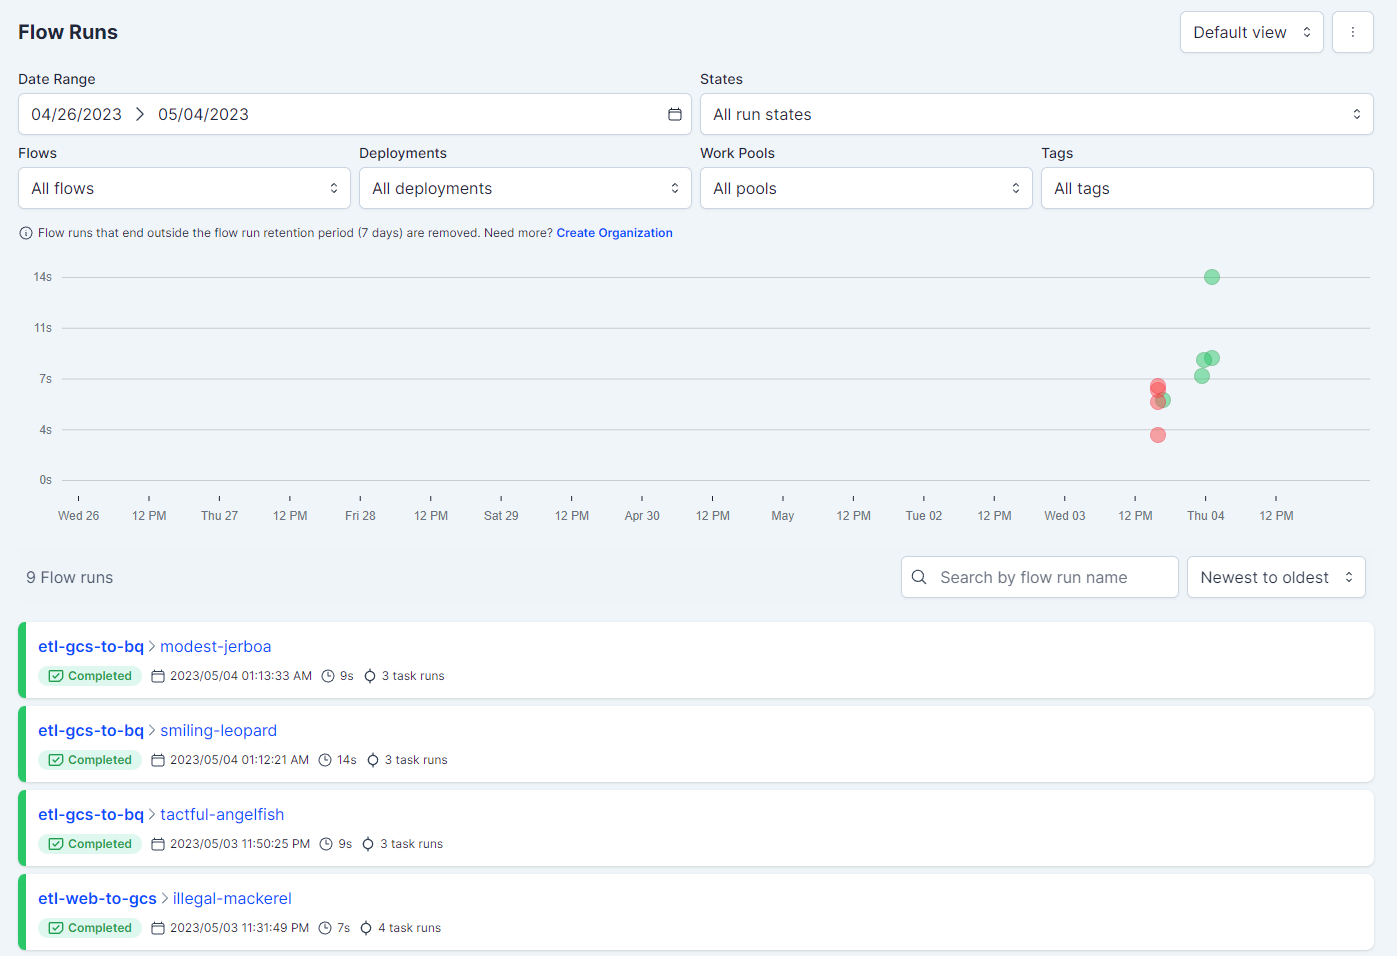 Flow Runs
Default view
Date Range
States
04/26/2023 05/04/2023
All run states
Flows
Deployments
Work Pools
Tags
All flows
All deployments
All pools
All tags
Flow runs that end outside the flow run retention period (7 days) are removed. Need more? Create Organization
14s
11s
7s
4s
0s
Wed 26 12 PM Thu 27 12 PM Fri 28 12 PM Sat 29 12 PM Apr 30 12 PM May 12 PM Tue 02 12 PM Wed 03 12 PM Thu 04 12 PM
9 Flow runs
Search by flow run name
Newest to oldest
etl-gcs-to-bq > modest-jerboa
Completed 2023/05/04 01:13:33 AM 9s 3 task runs
etl-gcs-to-bq > smiling-leopard
Completed 2023/05/04 01:12:21 AM 14s 3 task runs
etl-gcs-to-bq > tactful-angelfish
Completed 2023/05/03 11:50:25 PM 9s 3 task runs
etl-web-to-gcs > illegal-mackerel
Completed 2023/05/03 11:31:49 PM 7s 4 task runs